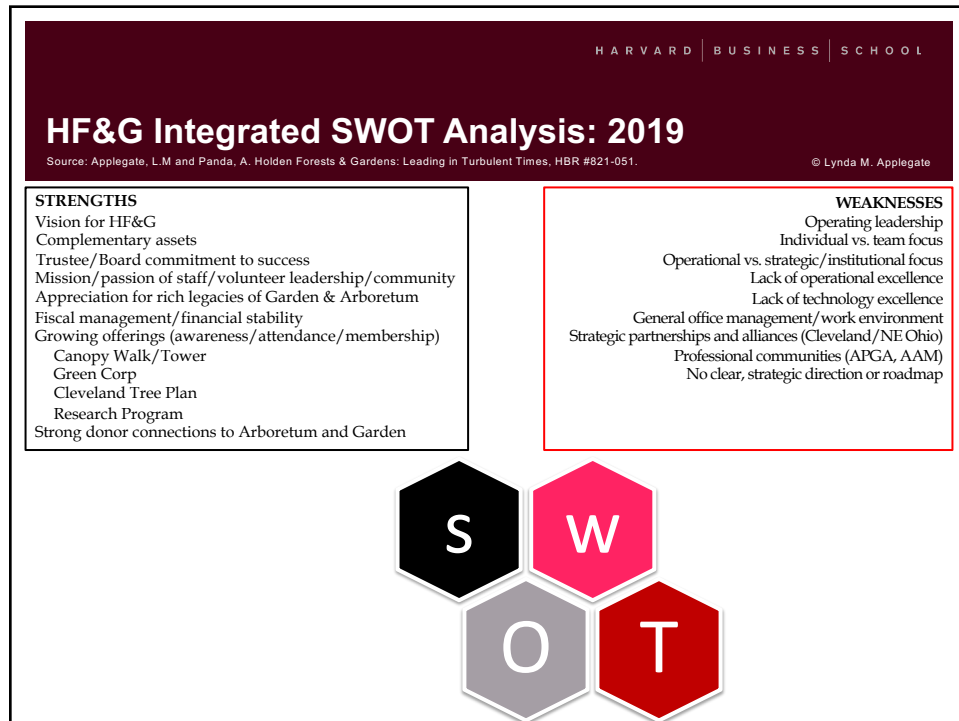 HARVARD | BUSINESS | SCHOOL
HF&G Integrated SWOT Analysis: 2019
Source: Applegate, L.M and Panda, A. Holden Forests & Gardens: Leading in Turbulent Times, HBR #821-051.
© Lynda M. Applegate
STRENGTHS
Vision for HF&G
Complementary assets
Trustee/Board commitment to success
Mission/passion of staff/volunteer leadership/community
Appreciation for rich legacies of Garden & Arboretum
Fiscal management/financial stability
Growing offerings (awareness/attendance/membership)
Canopy Walk/Tower
Green Corp
Cleveland Tree Plan
Research Program
Strong donor connections to Arboretum and Garden
WEAKNESSES
Operating leadership
Individual vs. team focus
Operational vs. strategic/institutional focus
Lack of operational excellence
Lack of technology excellence
General office management/work environment
Strategic partnerships and alliances (Cleveland/NE Ohio)
Professional communities (APGA, AAM)
No clear, strategic direction or roadmap
S
W
O
T